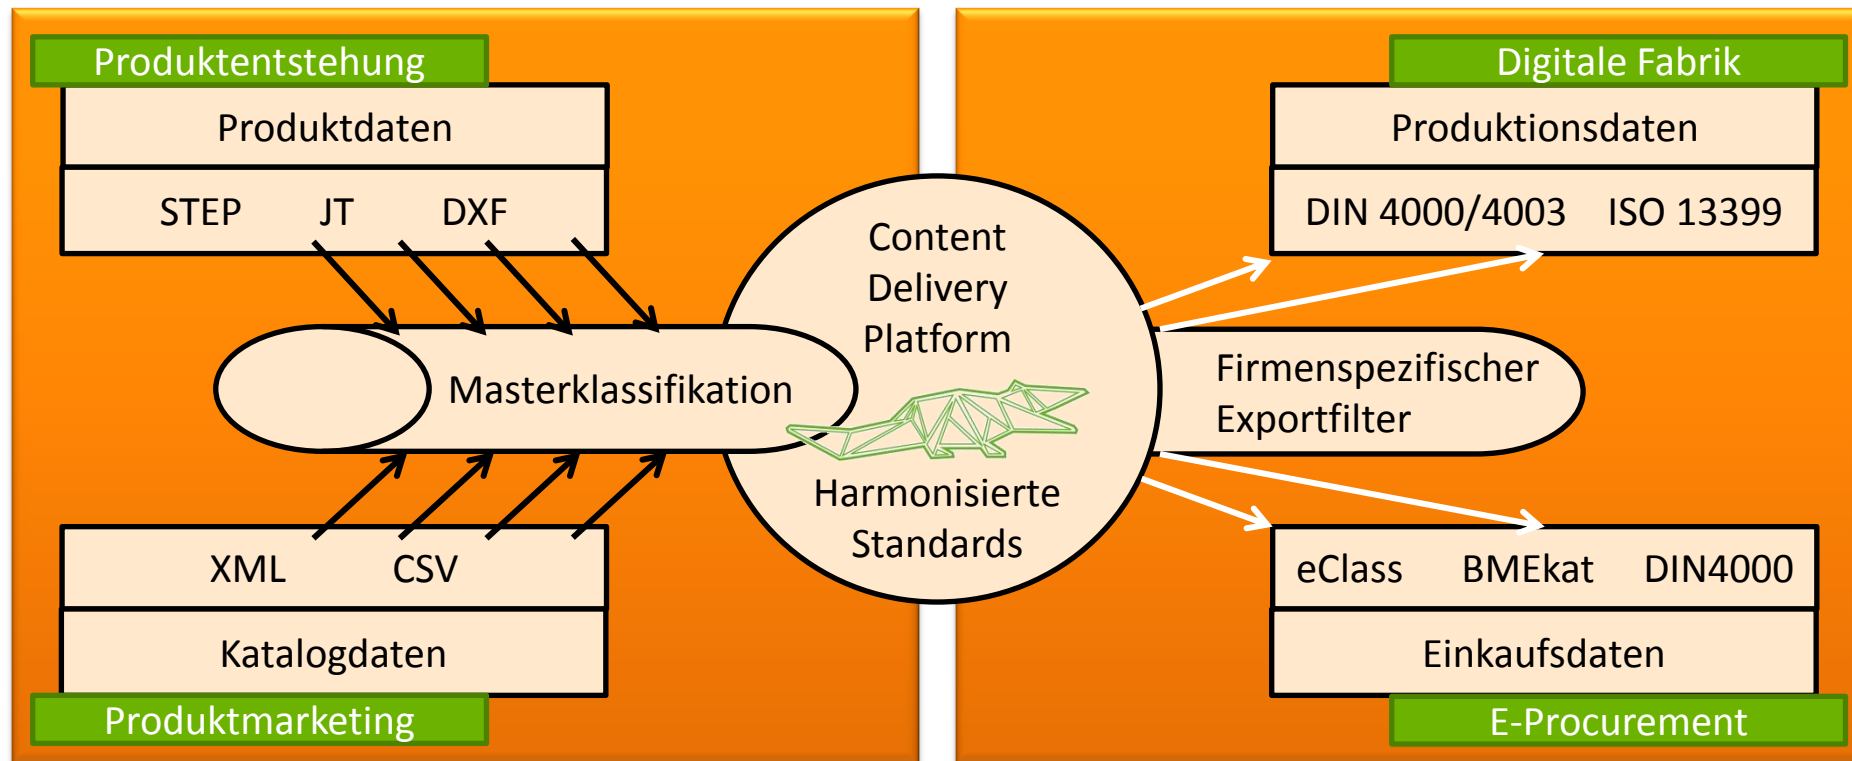 Produktentstehung
Produktdaten
STEP JT DXF
Masterklassifikation
XML CSV
Katalogdaten
Produktmarketing
Content
Delivery
Platform
Harmonisierte
Standards
Digitale Fabrik
Produktionsdaten
DIN 4000/4003 ISO 13399
Firmenspezifischer
Exportfilter
eClass BMEkat DIN4000
Einkaufsdaten
E-Procurement